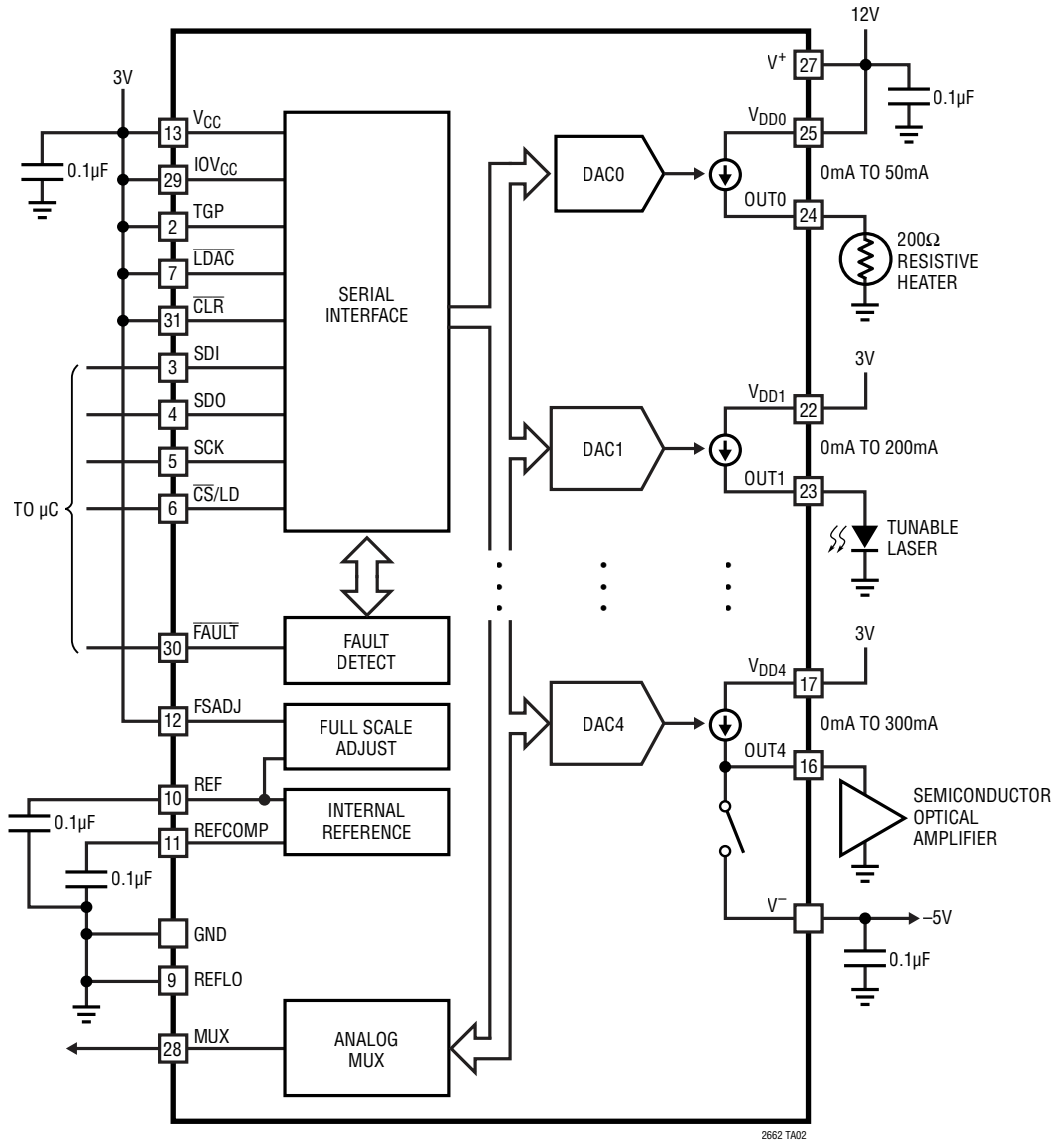 3V
0.1µF
13
VCC
29
IOVCC
2
TGP
7
LDAC
31
CLR
3
SDI
4
SDO
5
SCK
6
CS/LD
TO µC
30
FAULT
12
FSADJ
10
REF
11
REFCOMP
0.1µF
0.1µF
GND
9
REFLO
28
MUX
SERIAL
INTERFACE
FAULT
DETECT
FULL SCALE
ADJUST
INTERNAL
REFERENCE
ANALOG
MUX
DAC0
DAC1
DAC4
12V
V+
27
0.1µF
VDD0
25
0mA TO 50mA
OUT0
24
200Ω
RESISTIVE
HEATER
3V
VDD1
22
0mA TO 200mA
OUT1
23
TUNABLE
LASER
3V
VDD4
17
0mA TO 300mA
OUT4
16
SEMICONDUCTOR
OPTICAL
AMPLIFIER
V−
–5V
0.1µF
2662 TA02